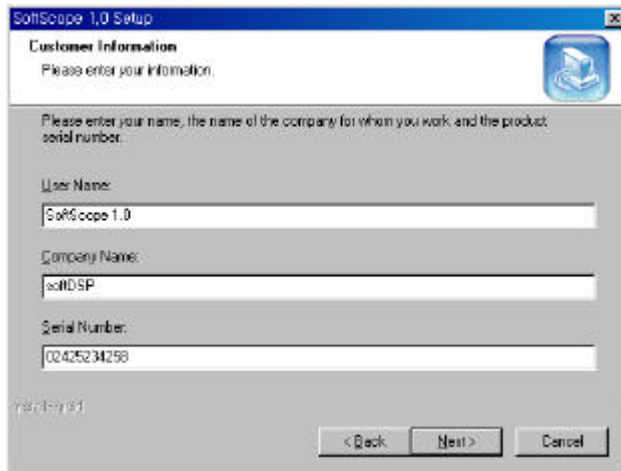 SoftScope 1,0 Setup
Customer Information
Please enter your information.
Please enter your name, the name of the company for whom you work and the product
serial number.
User Name:
SoftScope 1.0
Company Name:
softDSP
Serial Number:
02425234258
< Back
Next >
Cancel